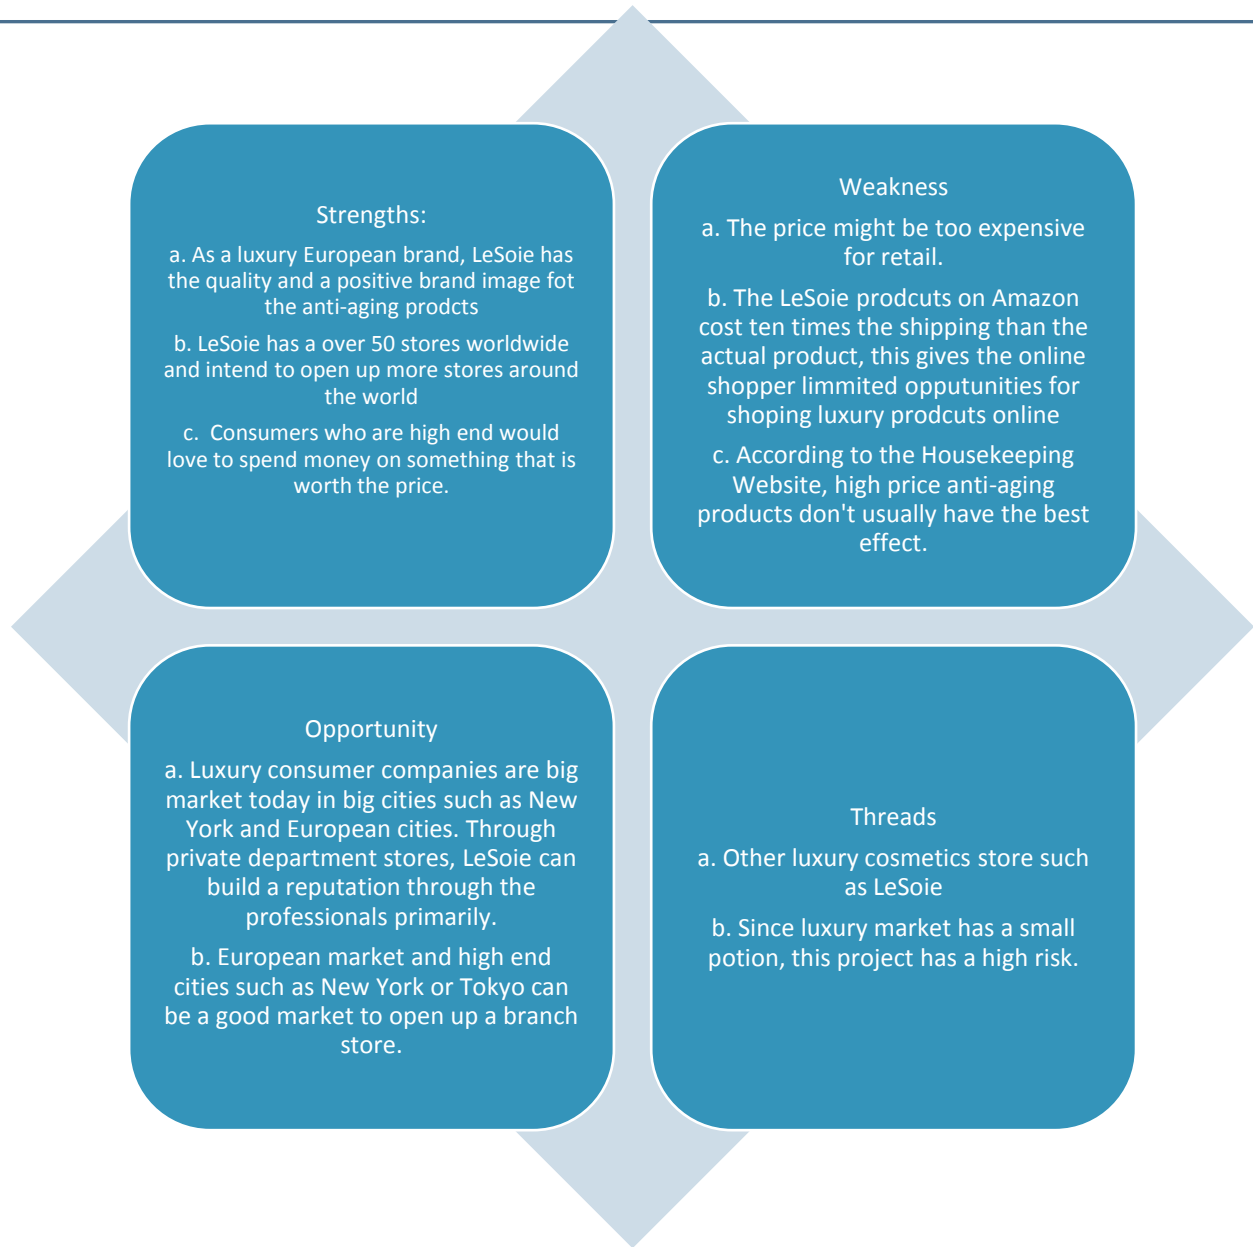 Strengths:
a. As a luxury European brand, LeSoie has
the quality and a positive brand image fot
the anti-aging prodcts
b. LeSoie has a over 50 stores worldwide
and intend to open up more stores around
the world
c.  Consumers who are high end would
love to spend money on something that is
worth the price.
Weakness
a. The price might be too expensive
for retail.
b. The LeSoie prodcuts on Amazon
cost ten times the shipping than the
actual product, this gives the online
shopper limmited opputunities for
shoping luxury prodcuts online
c. According to the Housekeeping
Website, high price anti-aging
products don't usually have the best
effect.
Opportunity
a. Luxury consumer companies are big
market today in big cities such as New
York and European cities. Through
private department stores, LeSoie can
build a reputation through the
professionals primarily.
b. European market and high end
cities such as New York or Tokyo can
be a good market to open up a branch
store.
Threads
a. Other luxury cosmetics store such
as LeSoie
b. Since luxury market has a small
potion, this project has a high risk.